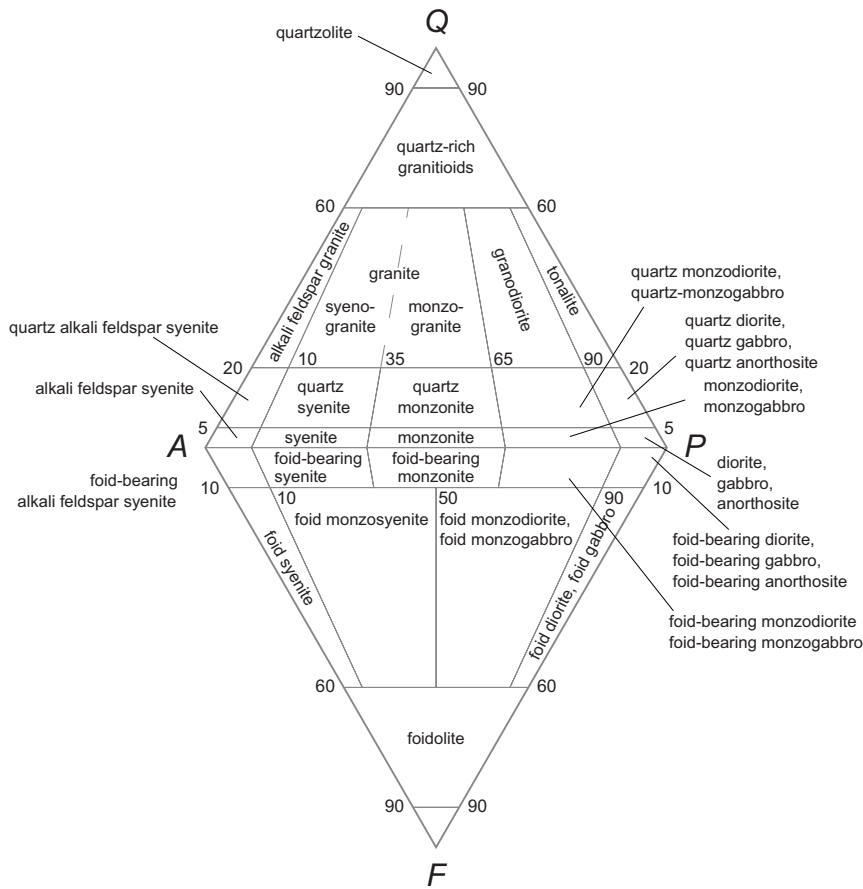 Q
quartzolite
90
90
quartz-rich
granitioids
60
60
alkali feldspar granite
granite
syeno-
granite
monzo-
granite
granodiorite
tonalite
quartz monzodiorite,
quartz-monzogabbro
quartz alkali feldspar syenite
quartz diorite,
quartz gabbro,
quartz anorthosite
20
10
35
65
90
20
alkali feldspar syenite
quartz
syenite
quartz
monzonite
monzodiorite,
monzogabbro
5
5
A
syenite
monzonite
P
foid-bearing
syenite
foid-bearing
monzonite
diorite,
gabbro,
anorthosite
foid-bearing
alkali feldspar syenite
10
10
50
90
10
foid monzosyenite
foid monzodiorite,
foid monzogabbro
foid syenite
foid diorite, foid gabbro
foid-bearing diorite,
foid-bearing gabbro,
foid-bearing anorthosite
foid-bearing monzodiorite
foid-bearing monzogabbro
60
60
foidolite
90
90
F